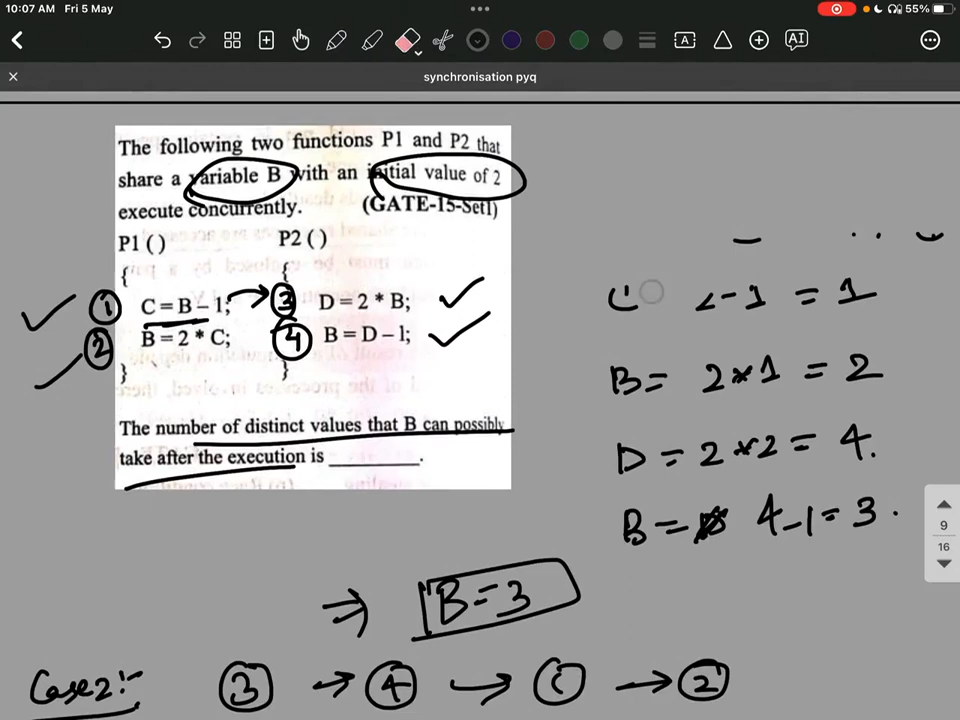 10:07 AM Fri 5 May
55%
synchronisation pyq
The following two functions P1 and P2 that
share a variable B with an initial value of 2
execute concurrently. (GATE-15-Set1)
P1 () P2 ()
{ {
① C = B – 1; ③ D = 2 * B;
② B = 2 * C; ④ B = D – 1;
} }
The number of distinct values that B can possibly
take after the execution is ________.
2-1 = 1
B = 2*1 = 2
D = 2*2 = 4.
B = 4-1 = 3.
⇒ B=3
Case 2:- ③ → ④ → ① → ②
9
16
A
AI